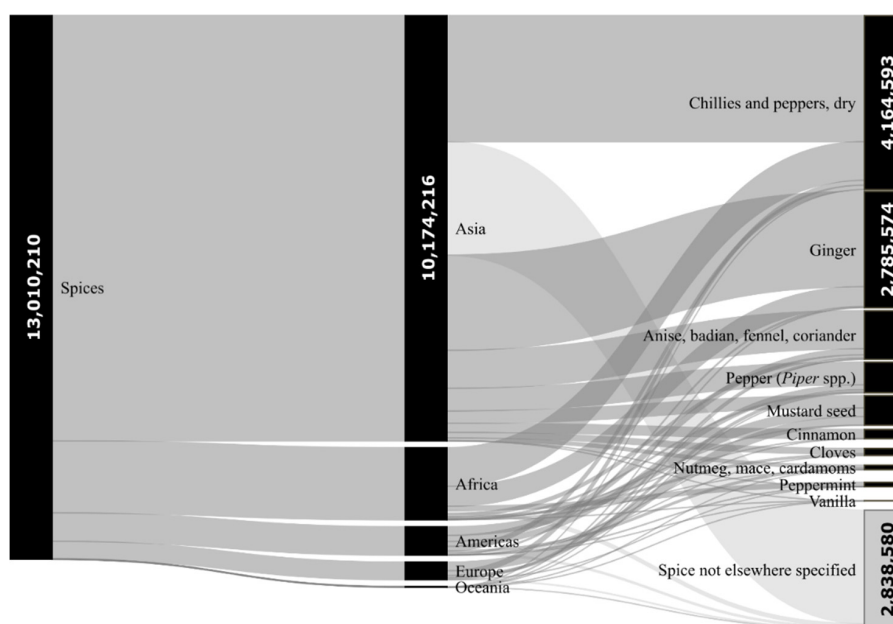 13,010,210
Spices
10,174,216
Asia
Africa
Americas
Europe
Oceania
Chillies and peppers, dry
4,164,593
Ginger
2,785,574
Anise, badian, fennel, coriander
Pepper (Piper spp.)
Mustard seed
Cinnamon
Cloves
Nutmeg, mace, cardamoms
Peppermint
Vanilla
Spice not elsewhere specified
2,838,580